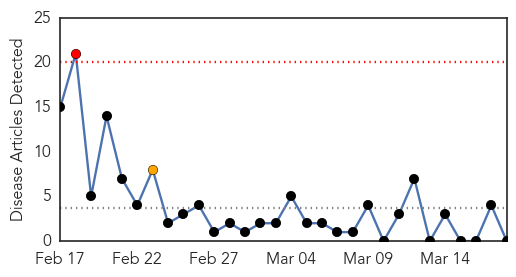 Disease Articles Detected
25
20
15
10
5
0
Feb 17
Feb 22
Feb 27
Mar 04
Mar 09
Mar 14